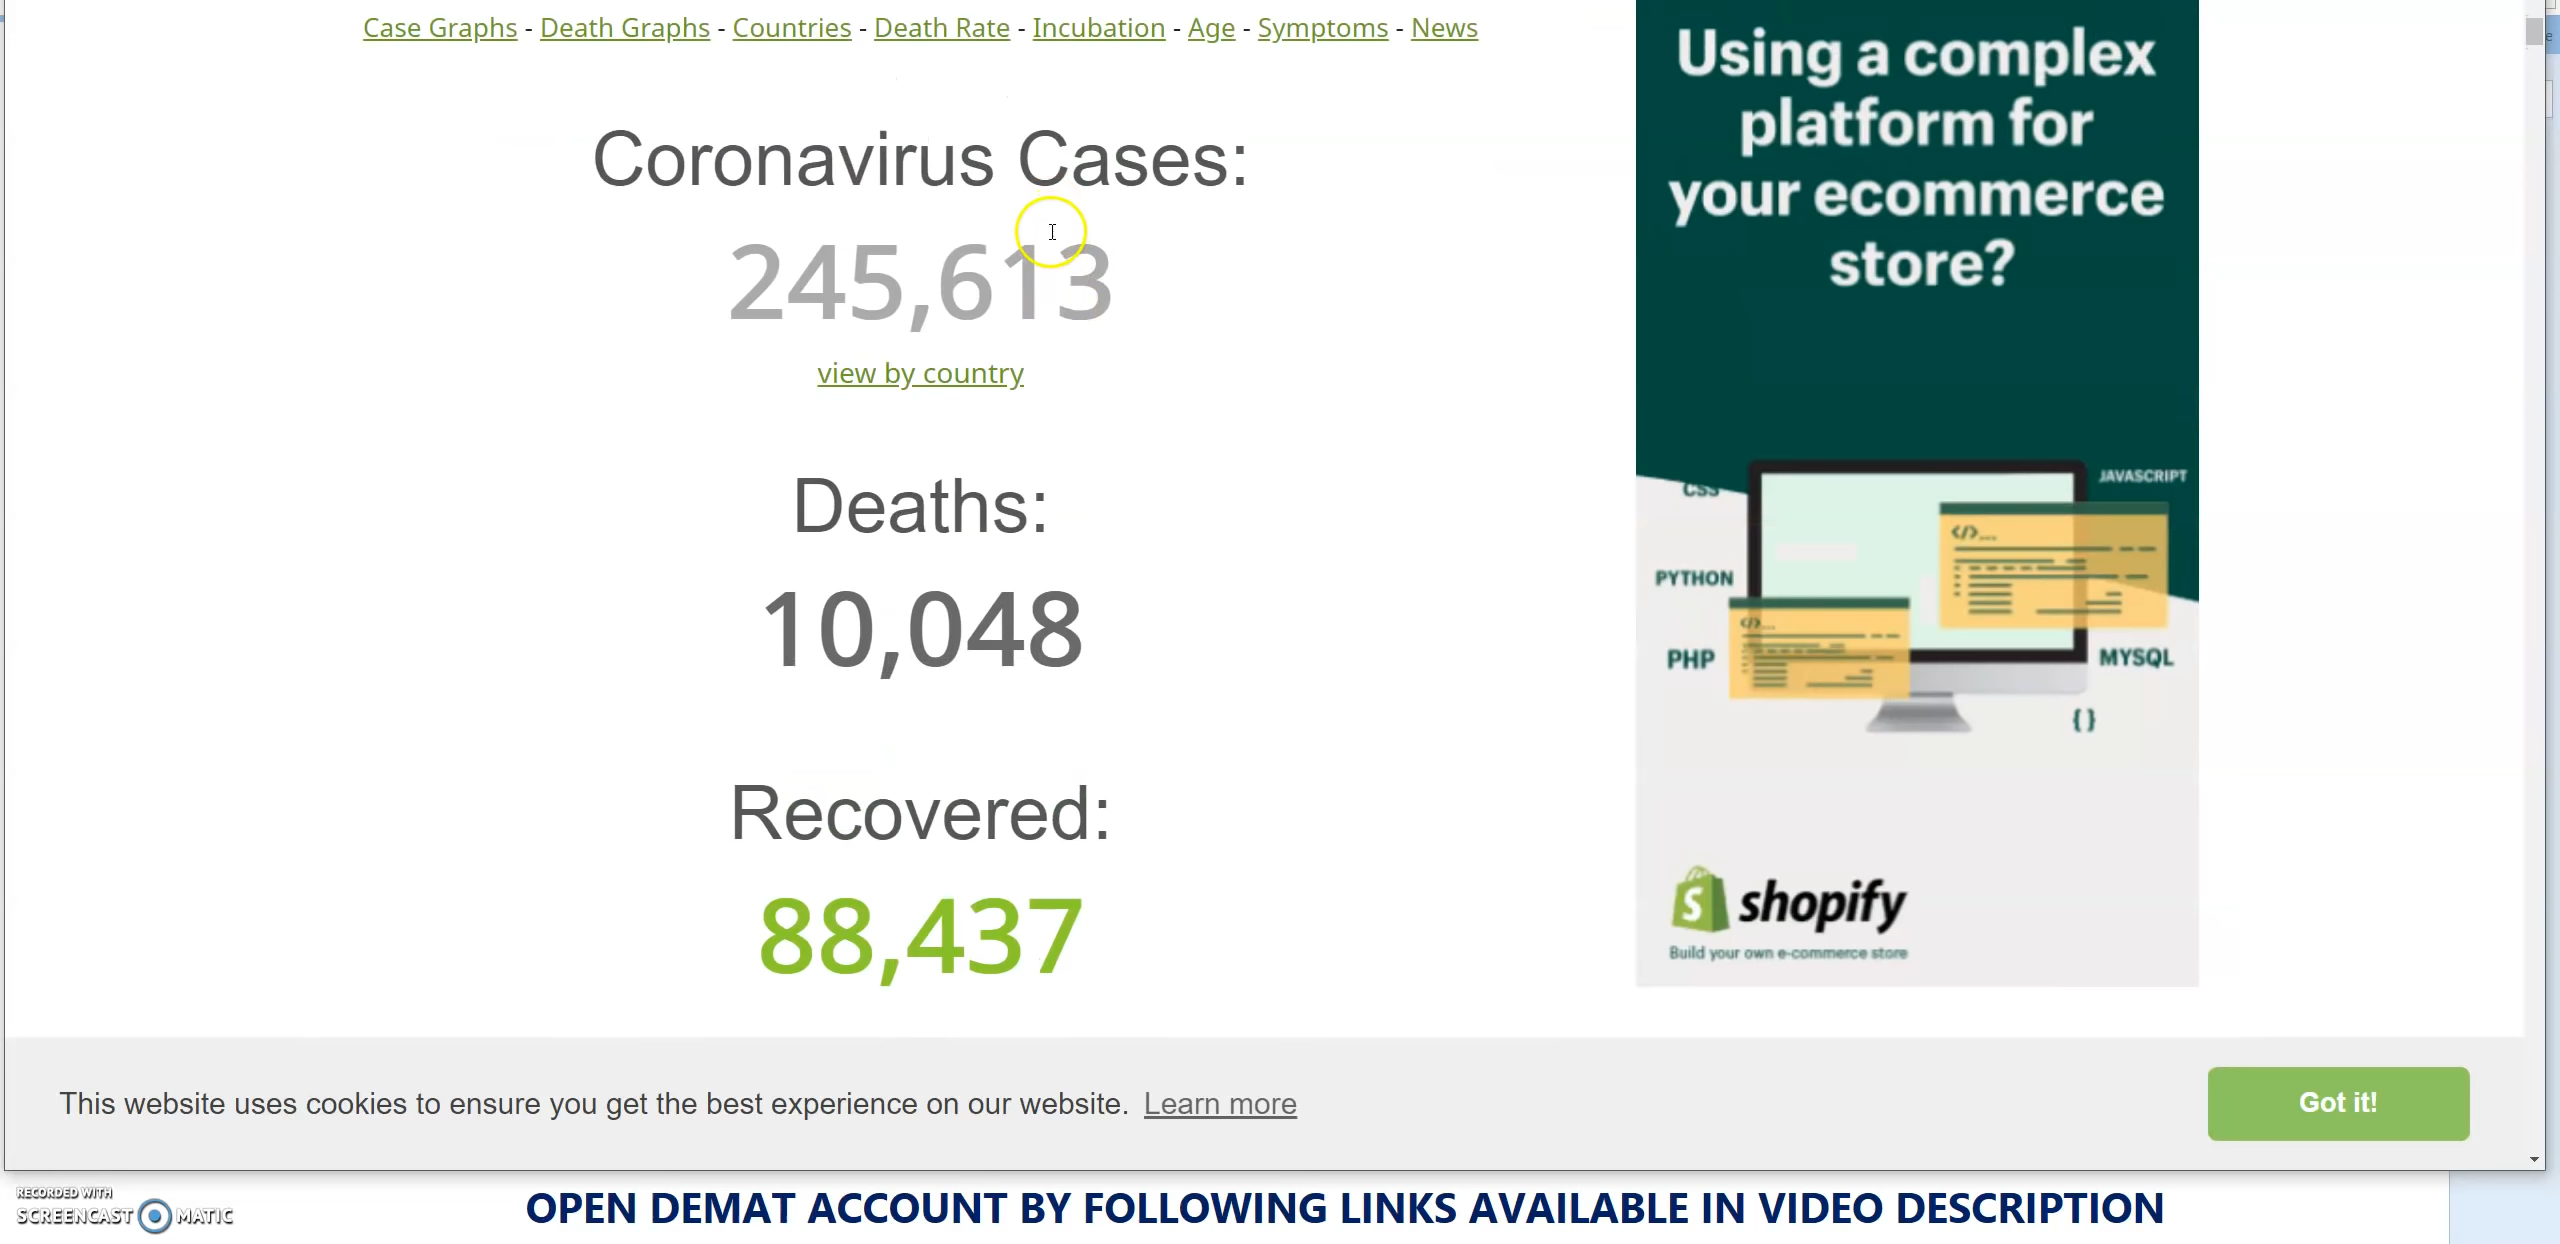 Case Graphs - Death Graphs - Countries - Death Rate - Incubation - Age - Symptoms - News
Coronavirus Cases:
245,613
view by country
Deaths:
10,048
Recovered:
88,437
Using a complex
platform for
your ecommerce
store?
CSS
JAVASCRIPT
</>...
PYTHON
</>...
PHP
MYSQL
{ }
S shopify
Build your own e-commerce store
This website uses cookies to ensure you get the best experience on our website. Learn more
Got it!
RECORDED WITH
SCREENCAST MATIC
OPEN DEMAT ACCOUNT BY FOLLOWING LINKS AVAILABLE IN VIDEO DESCRIPTION